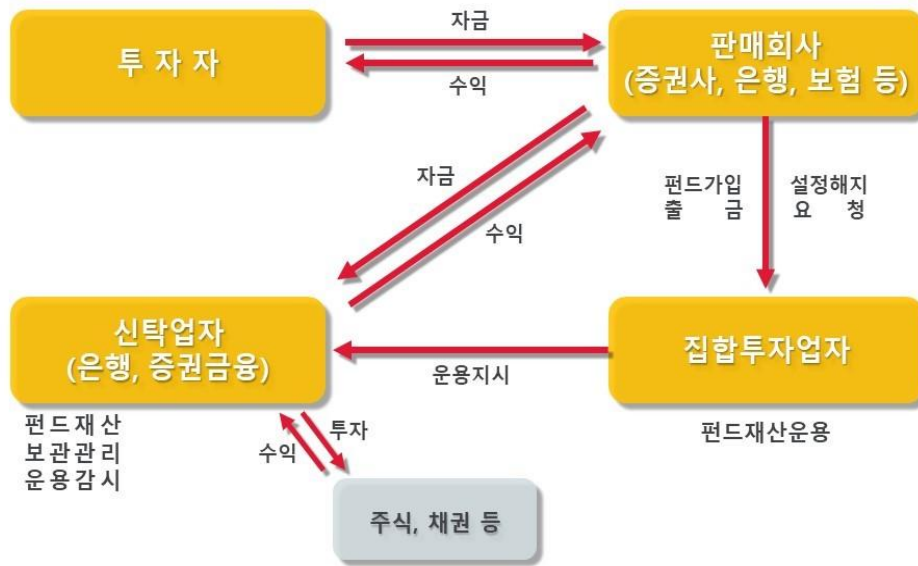 자금
투 자 자
판매회사
(증권사, 은행, 보험 등)
수익
자금
수익
펀드가입
출 금
설정해지
요 청
신탁업자
(은행, 증권금융)
운용지시
집합투자업자
펀드재산
보관관리
운용감시
수익
투자
펀드재산운용
주식, 채권 등